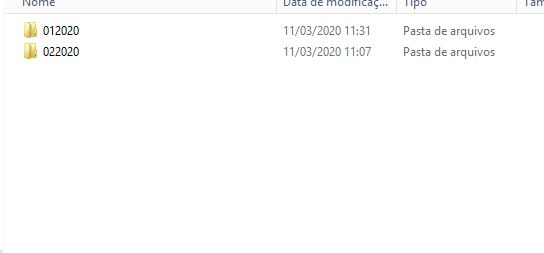 Nome Data de modificaç... Tipo Tam
012020 11/03/2020 11:31 Pasta de arquivos
022020 11/03/2020 11:07 Pasta de arquivos